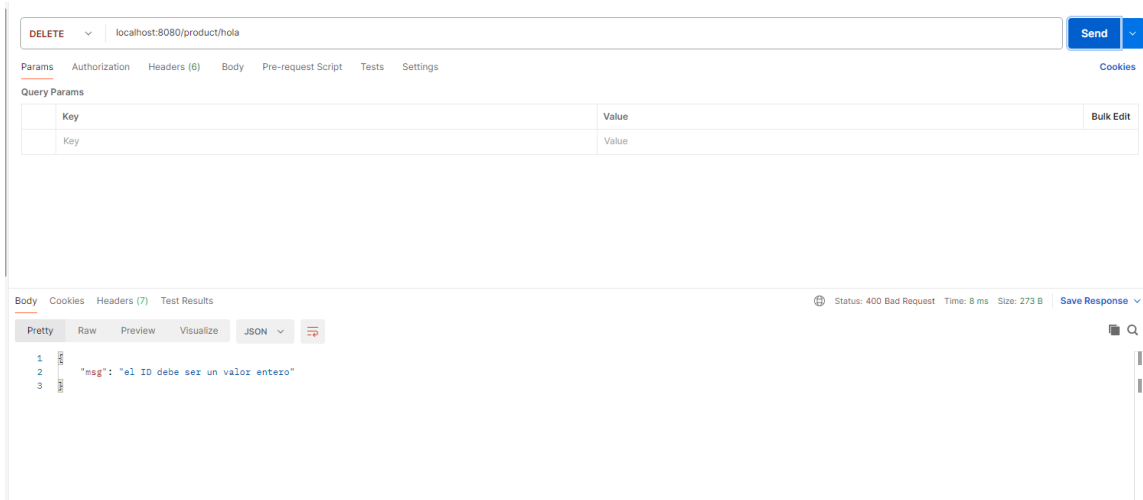 DELETE localhost:8080/product/hola Send
Params Authorization Headers (6) Body Pre-request Script Tests Settings Cookies
Query Params
Key Value Bulk Edit
Key Value
Body Cookies Headers (7) Test Results Status: 400 Bad Request Time: 8 ms Size: 273 B Save Response
Pretty Raw Preview Visualize JSON
1 {
2 "msg": "el ID debe ser un valor entero"
3 }